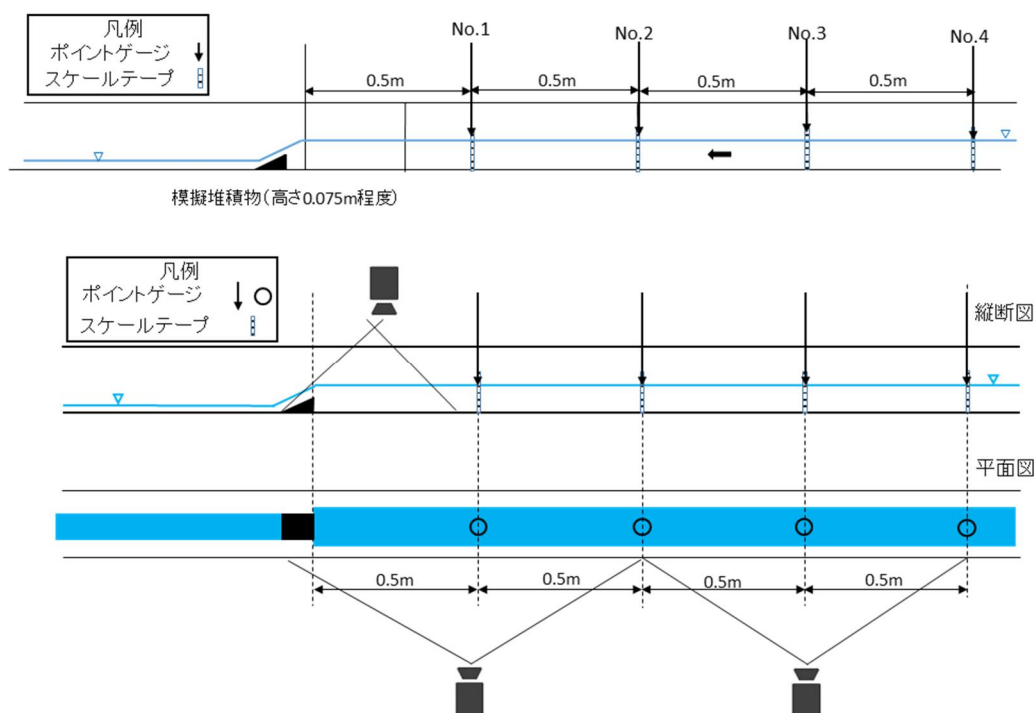 凡例
ポイントゲージ
スケールテープ
No.1
No.2
No.3
No.4
0.5m
0.5m
0.5m
0.5m
模擬堆積物(高さ0.075m程度)
凡例
ポイントゲージ
スケールテープ
縦断図
平面図
0.5m
0.5m
0.5m
0.5m